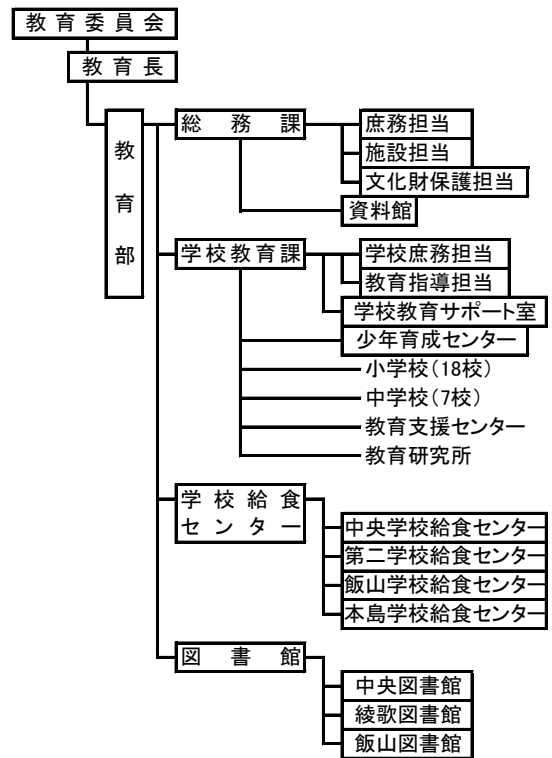 教育委員会
教育長
教育部
総務課
庶務担当
施設担当
文化財保護担当
資料館
学校教育課
学校庶務担当
教育指導担当
学校教育サポート室
少年育成センター
小学校（18校）
中学校（7校）
教育支援センター
教育研究所
学校給食
センター
中央学校給食センター
第二学校給食センター
飯山学校給食センター
本島学校給食センター
図書館
中央図書館
綾歌図書館
飯山図書館